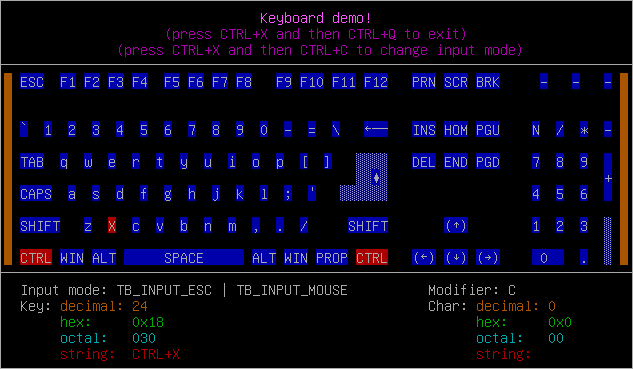 Keyboard demo!
(press CTRL+X and then CTRL+Q to exit)
(press CTRL+X and then CTRL+C to change input mode)
ESC F1 F2 F3 F4 F5 F6 F7 F8 F9 F10 F11 F12 PRN SCR BRK - - -
` 1 2 3 4 5 6 7 8 9 0 - = \ ←── INS HOM PGU N / * -
TAB q w e r t y u i o p [ ] DEL END PGD 7 8 9
CAPS a s d f g h j k l ; ' 4 5 6 +
SHIFT z X c v b n m , . / SHIFT (↑) 1 2 3
CTRL WIN ALT SPACE ALT WIN PROP CTRL (←) (↓) (→) 0 .
Input mode: TB_INPUT_ESC | TB_INPUT_MOUSE Modifier: C
Key: decimal: 24 Char: decimal: 0
hex: 0x18 hex: 0x0
octal: 030 octal: 00
string: CTRL+X string: